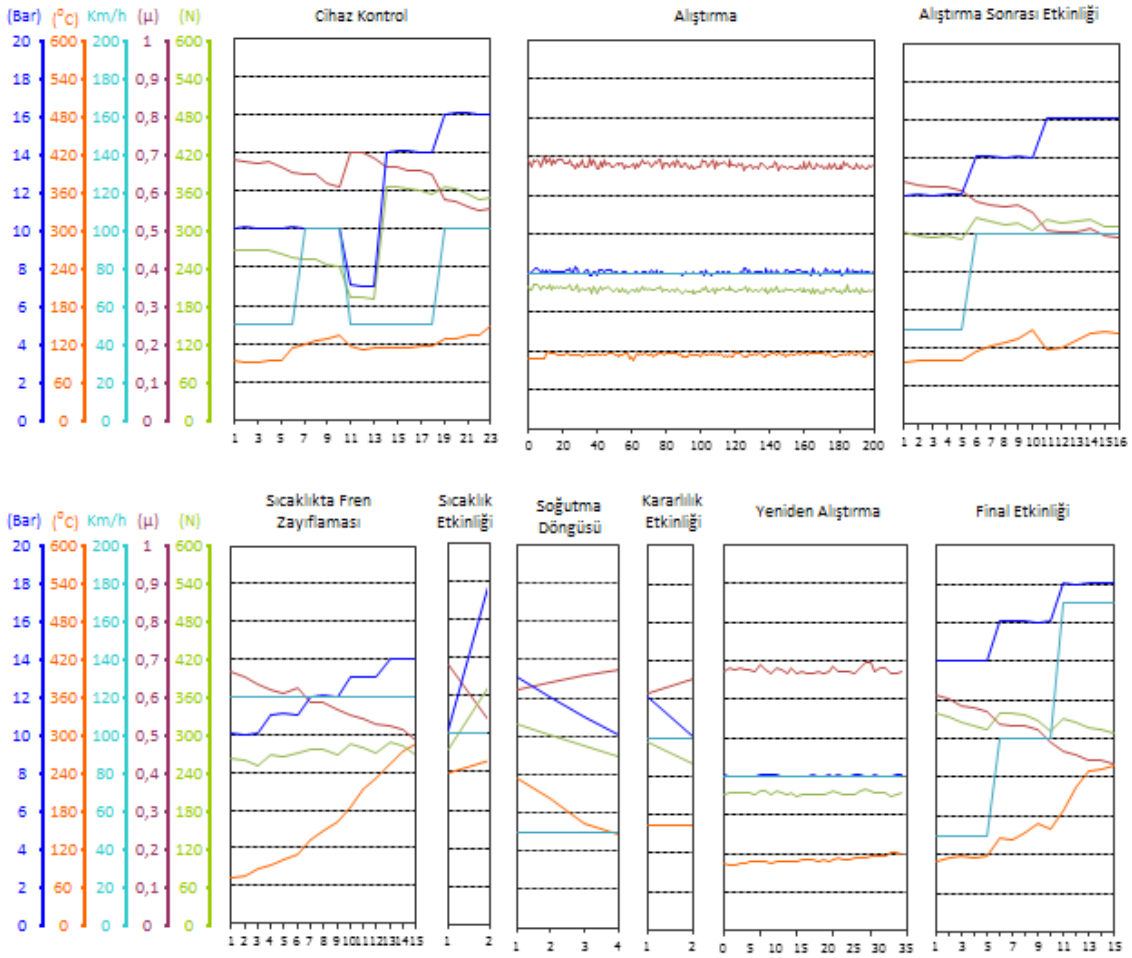 (Bar) (°C) Km/h (µ) (N)
Cihaz Kontrol
Alıştırma
Alıştırma Sonrası Etkinliği
20 600 200 1 600
18 540 180 0,9 540
16 480 160 0,8 480
14 420 140 0,7 420
12 360 120 0,6 360
10 300 100 0,5 300
8 240 80 0,4 240
6 180 60 0,3 180
4 120 40 0,2 120
2 60 20 0,1 60
0 0 0 0 0
1 3 5 7 9 11 13 15 17 19 21 23
0 20 40 60 80 100 120 140 160 180 200
1 2 3 4 5 6 7 8 9 10 11 12 13 14 15 16
(Bar) (°C) Km/h (µ) (N)
Sıcaklıkta Fren
Zayıflaması
Sıcaklık
Etkinliği
Soğutma
Döngüsü
Kararlılık
Etkinliği
Yeniden Alıştırma
Final Etkinliği
20 600 200 1 600
18 540 180 0,9 540
16 480 160 0,8 480
14 420 140 0,7 420
12 360 120 0,6 360
10 300 100 0,5 300
8 240 80 0,4 240
6 180 60 0,3 180
4 120 40 0,2 120
2 60 20 0,1 60
0 0 0 0 0
1 2 3 4 5 6 7 8 9 10 11 12 13 14 15
1 2
1 2 3 4
1 2
0 5 10 15 20 25 30 35
1 3 5 7 9 11 13 15